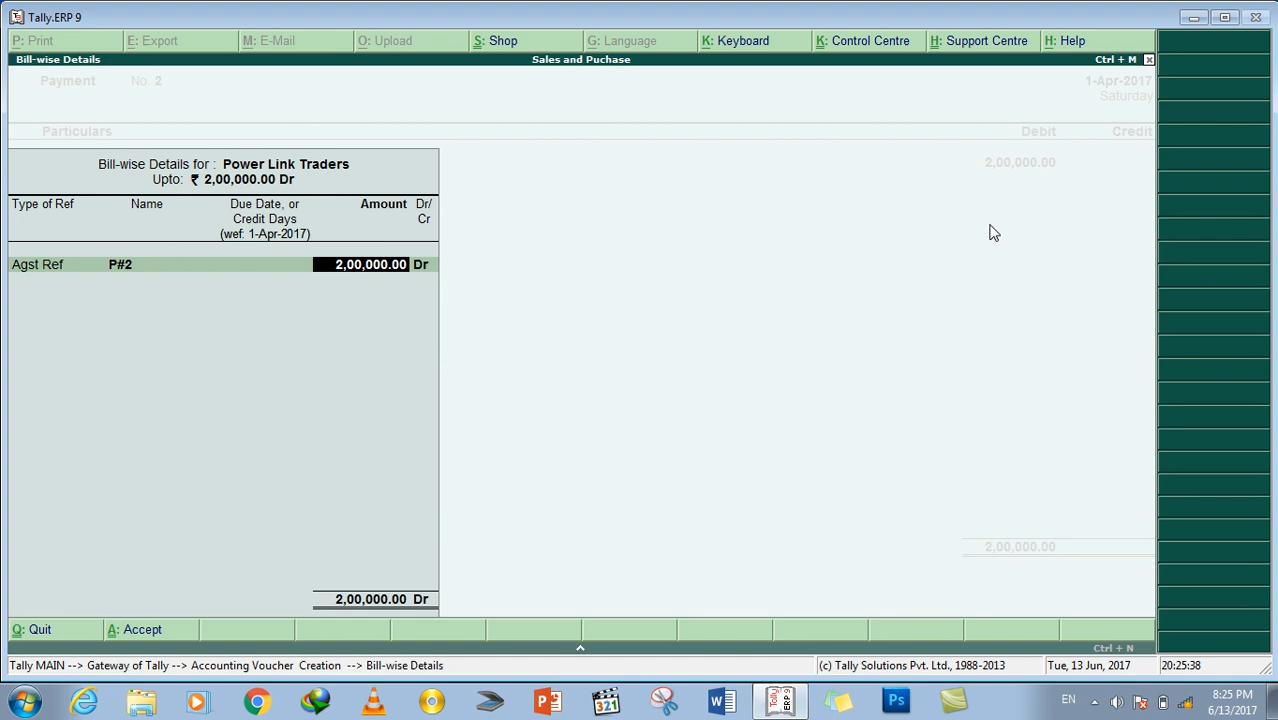 Tally.ERP 9
P: Print E: Export M: E-Mail O: Upload S: Shop G: Language K: Keyboard K: Control Centre H: Support Centre H: Help
Bill-wise Details Sales and Puchase Ctrl + M
Payment No. 2 1-Apr-2017
Saturday
Particulars Debit Credit
Bill-wise Details for : Power Link Traders 2,00,000.00
Upto: ₹ 2,00,000.00 Dr
Type of Ref Name Due Date, or Amount Dr/
Credit Days Cr
(wef: 1-Apr-2017)
Agst Ref P#2 2,00,000.00 Dr
2,00,000.00
2,00,000.00 Dr
Q: Quit A: Accept
Ctrl + N
Tally MAIN --> Gateway of Tally --> Accounting Voucher Creation --> Bill-wise Details (c) Tally Solutions Pvt. Ltd., 1988-2013 Tue, 13 Jun, 2017 20:25:38
321 W Tally ERP 9 Ps EN 8:25 PM
6/13/2017